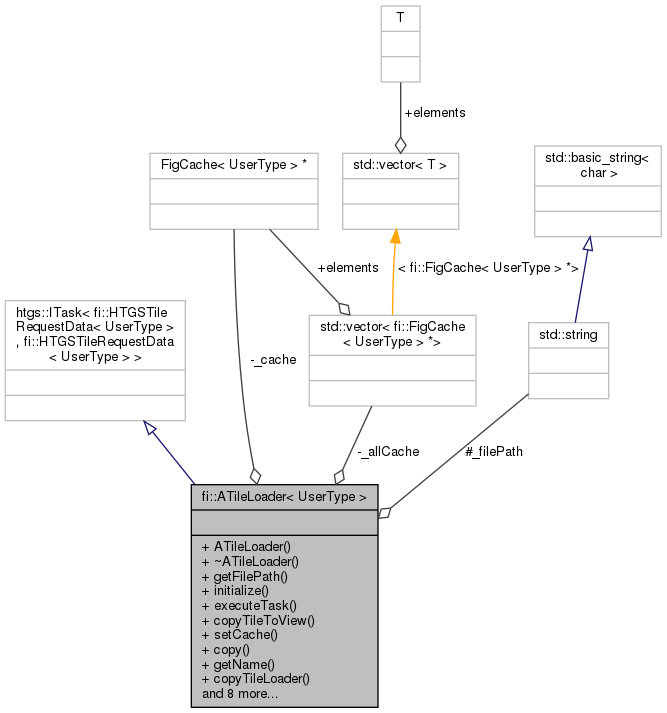 T
+elements
FigCache< UserType > *
std::vector< T >
std::basic_string<
char >
+elements
< fi::FigCache< UserType > *>
htgs::ITask< fi::HTGSTile
RequestData< UserType >
, fi::HTGSTileRequestData
< UserType > >
std::vector< fi::FigCache
< UserType > *>
std::string
-_cache
-_allCache
#_filePath
fi::ATileLoader< UserType >
+ ATileLoader()
+ ~ATileLoader()
+ getFilePath()
+ initialize()
+ executeTask()
+ copyTileToView()
+ setCache()
+ copy()
+ getName()
+ copyTileLoader()
and 8 more...